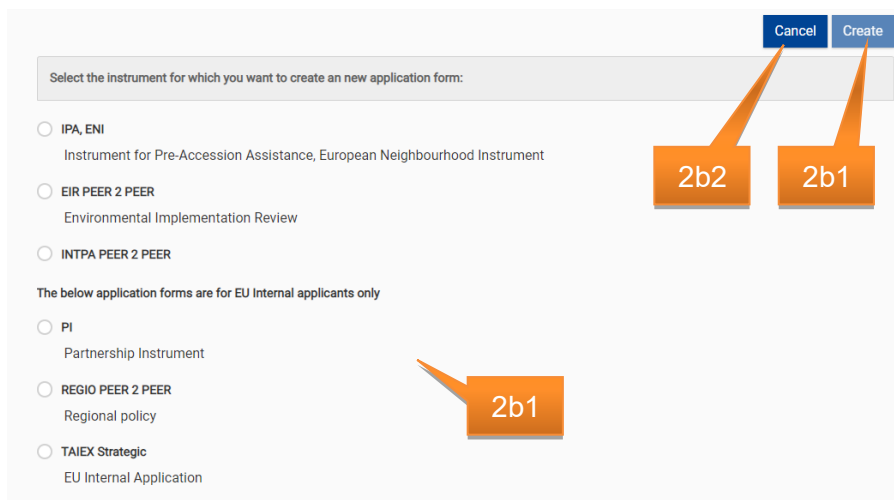 Cancel Create
Select the instrument for which you want to create an new application form:
IPA, ENI
Instrument for Pre-Accession Assistance, European Neighbourhood Instrument
2b2 2b1
EIR PEER 2 PEER
Environmental Implementation Review
INTPA PEER 2 PEER
The below application forms are for EU Internal applicants only
PI
Partnership Instrument
REGIO PEER 2 PEER
2b1
Regional policy
TAIEX Strategic
EU Internal Application